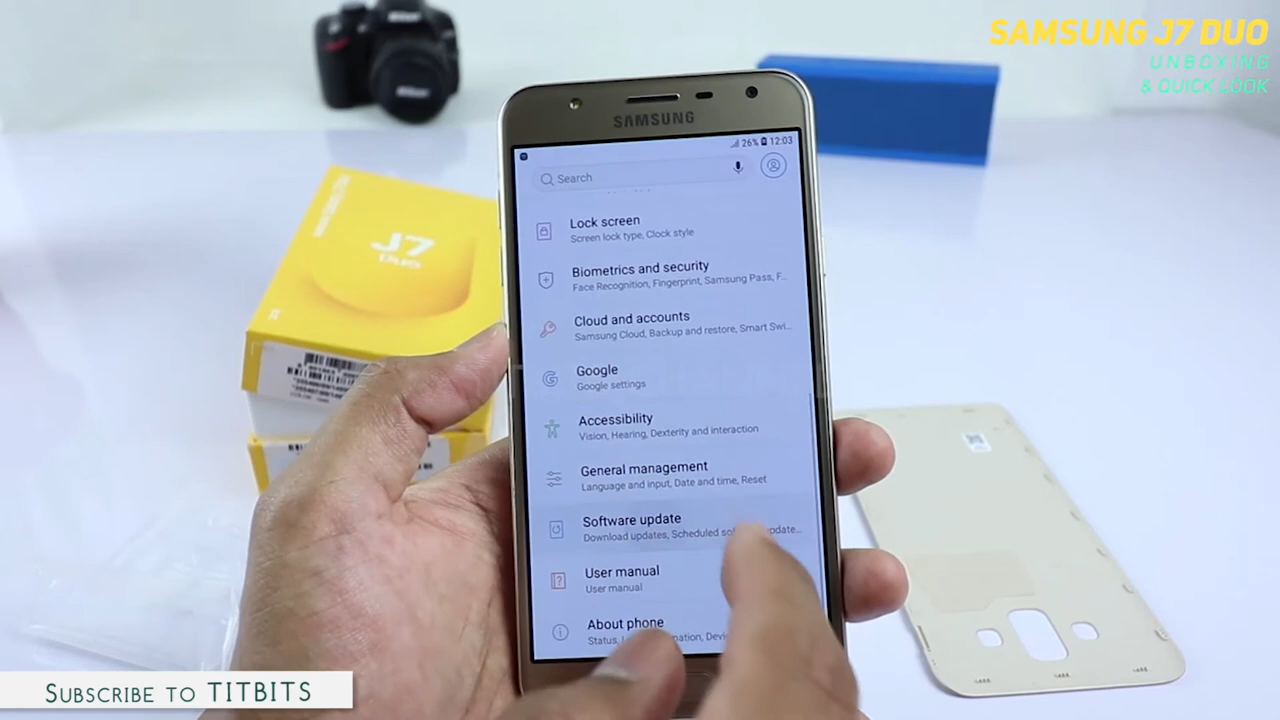 SAMSUNG J7 DUO
UNBOXING
& QUICK LOOK
Nikon
SAMSUNG
26% 12:03
Search
Lock screen
Screen lock type, Clock style
Biometrics and security
Face Recognition, Fingerprint, Samsung Pass, F...
Cloud and accounts
Samsung Cloud, Backup and restore, Smart Swi...
Google
Google settings
Accessibility
Vision, Hearing, Dexterity and interaction
General management
Language and input, Date and time, Reset
Software update
Download updates, Scheduled
User manual
User manual
About phone
Status,
J7
DUO
SUBSCRIBE TO TITBITS